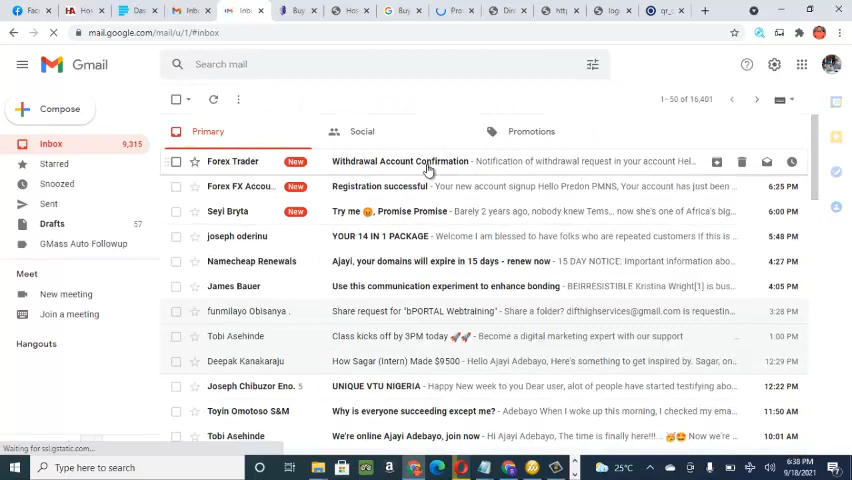 Fac
Ho
Das
Inb
Inb
Buy
Ho
Buy
Pro
Dir
htt
log
qr_c
mail.google.com/mail/u/1/#inbox
Gmail
Search mail
Compose
1–50 of 16,401
Inbox 9,315
Starred
Snoozed
Sent
Drafts 57
GMass Auto Followup
Meet
New meeting
Join a meeting
Hangouts
Primary
Social
Promotions
Forex Trader New Withdrawal Account Confirmation - Notification of withdrawal request in your account Hel...
Forex FX Accou... New Registration successful - Your new account signup Hello Predon PMNS, Your account has just been ... 6:25 PM
Seyi Bryta New Try me 😡, Promise Promise - Barely 2 years ago, nobody knew Tems... now she's one of Africa's big... 6:00 PM
joseph oderinu YOUR 14 IN 1 PACKAGE - Welcome I am blessed to have folks who are repeated customers If this is ... 5:48 PM
Namecheap Renewals Ajayi, your domains will expire in 15 days - renew now - 15 DAY NOTICE: Important information abo... 4:27 PM
James Bauer Use this communication experiment to enhance bonding - BEIRRESISTIBLE Kristina Wright[1] is bus... 4:05 PM
funmilayo Obisanya . Share request for "bPORTAL Webtraining" - Share a folder? difthighservices@gmail.com is requestin... 3:28 PM
Tobi Asehinde Class kicks off by 3PM today 🚀🚀 - Become a digital marketing expert with our support ... 1:00 PM
Deepak Kanakaraju How Sagar (Intern) Made $9500 - Hello Ajayi Adebayo, Here's something to get inspired by. Sagar, on... 12:29 PM
Joseph Chibuzor Eno. 5 UNIQUE VTU NIGERIA - Happy New week to you Dear user, alot of people have started testifying abo... 12:22 PM
Toyin Omotoso S&M Why is everyone succeeding except me? - Adebayo When I woke up this morning, I checked my ema... 11:50 AM
Tobi Asehinde We're online Ajayi Adebayo, join now - Hi Ajayi Adebayo, The time is finally here!!!... 🥳🤩 Now we're... 10:01 AM
Waiting for ssl.gstatic.com...
Type here to search
25°C
6:38 PM
9/18/2021